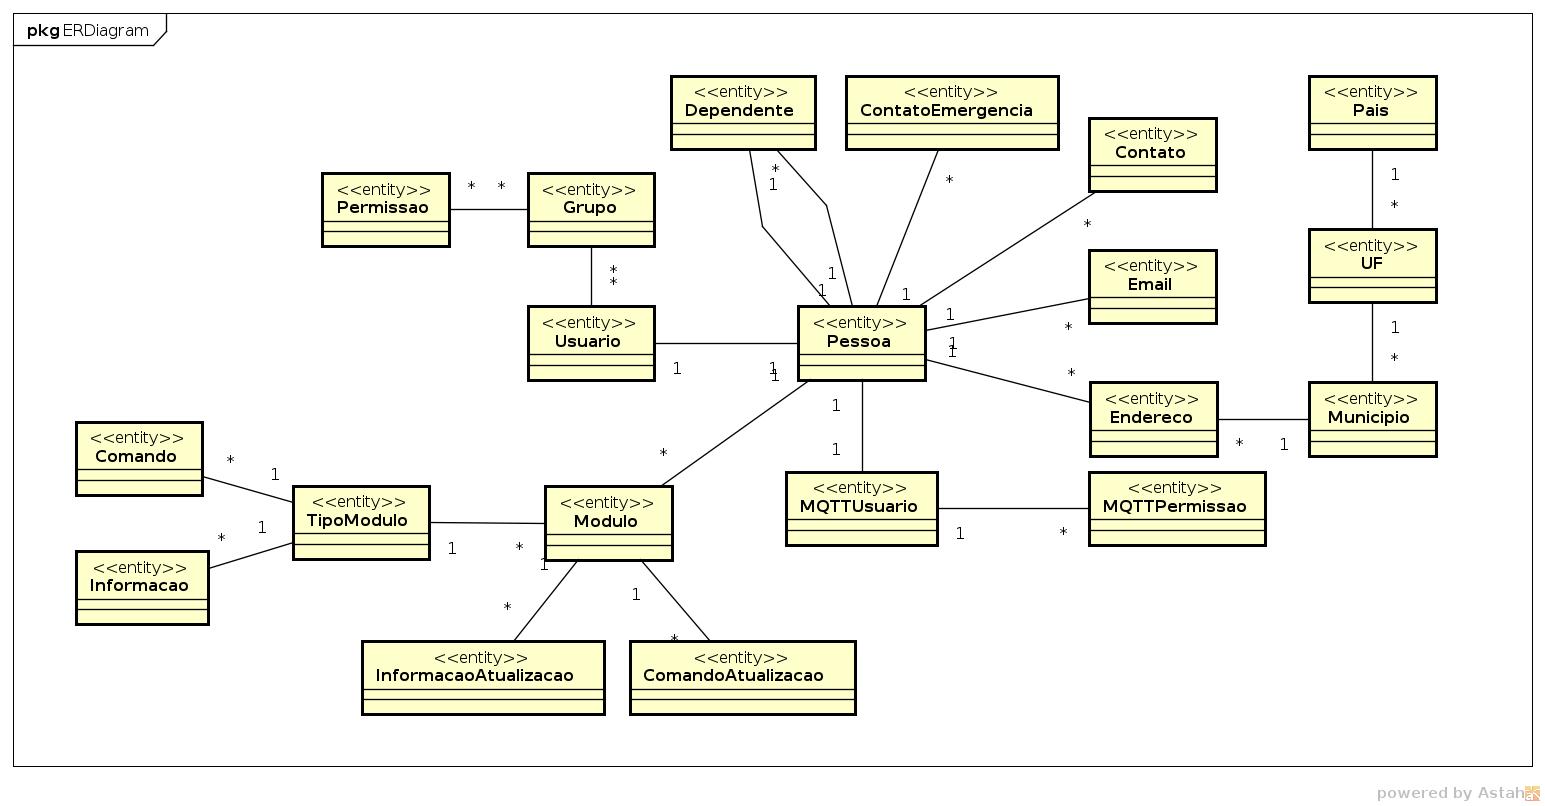 pkg ERDiagram
<<entity>>
Dependente
<<entity>>
ContatoEmergencia
<<entity>>
Pais
<<entity>>
Contato
*
1
*
1
*
<<entity>>
Permissao
* *
<<entity>>
Grupo
*
*
*
1
1
1
<<entity>>
Email
<<entity>>
UF
1
*
<<entity>>
Usuario
1
1
1
<<entity>>
Pessoa
1
1
1
*
*
1
*
<<entity>>
Endereco
* 1
<<entity>>
Municipio
<<entity>>
Comando
* 1
*
1
1
<<entity>>
Informacao
* 1
<<entity>>
TipoModulo
1 *
<<entity>>
Modulo
<<entity>>
MQTTUsuario
1 *
<<entity>>
MQTTPermissao
1
*
1
*
<<entity>>
InformacaoAtualizacao
<<entity>>
ComandoAtualizacao
powered by Astah